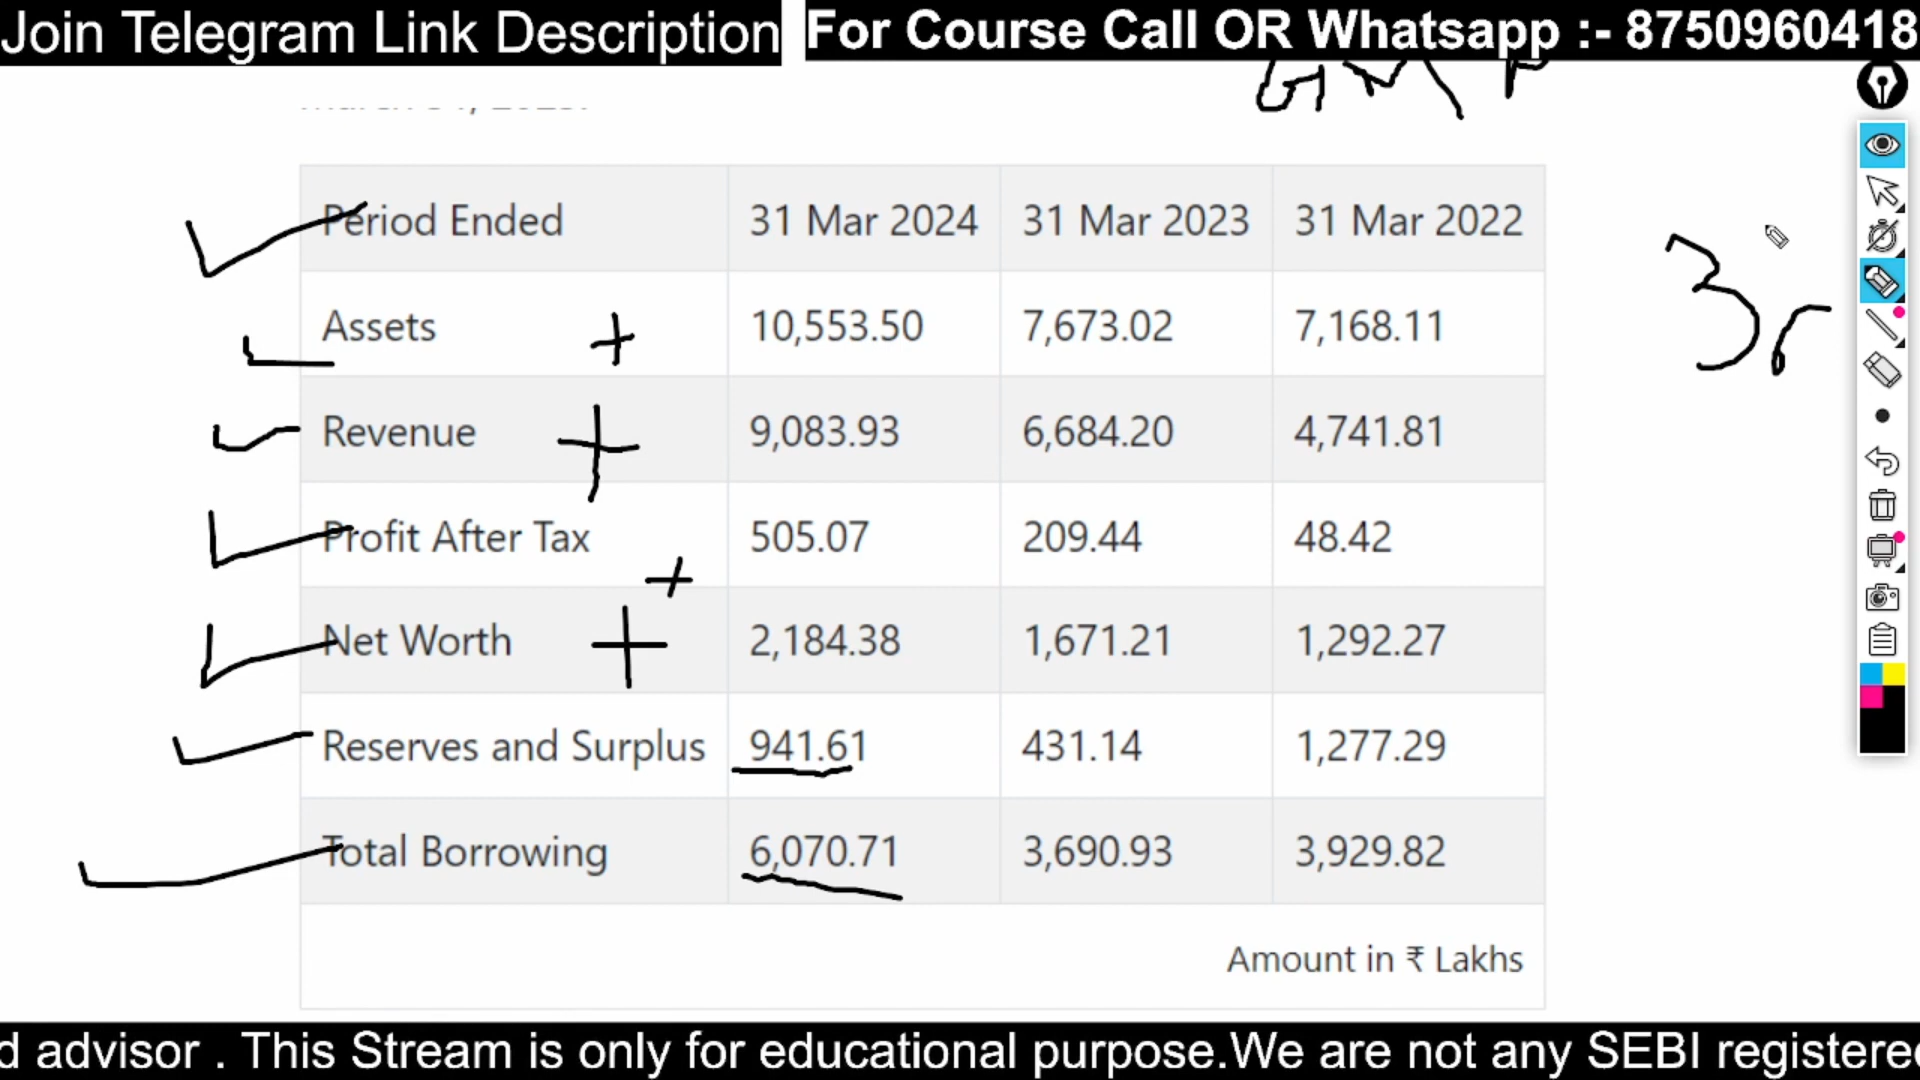 Join Telegram Link Description
For Course Call OR Whatsapp :- 8750960418
Period Ended 31 Mar 2024 31 Mar 2023 31 Mar 2022
Assets + 10,553.50 7,673.02 7,168.11
Revenue + 9,083.93 6,684.20 4,741.81
Profit After Tax + 505.07 209.44 48.42
Net Worth + 2,184.38 1,671.21 1,292.27
Reserves and Surplus 941.61 431.14 1,277.29
Total Borrowing 6,070.71 3,690.93 3,929.82
Amount in ₹ Lakhs
d advisor . This Stream is only for educational purpose.We are not any SEBI registere